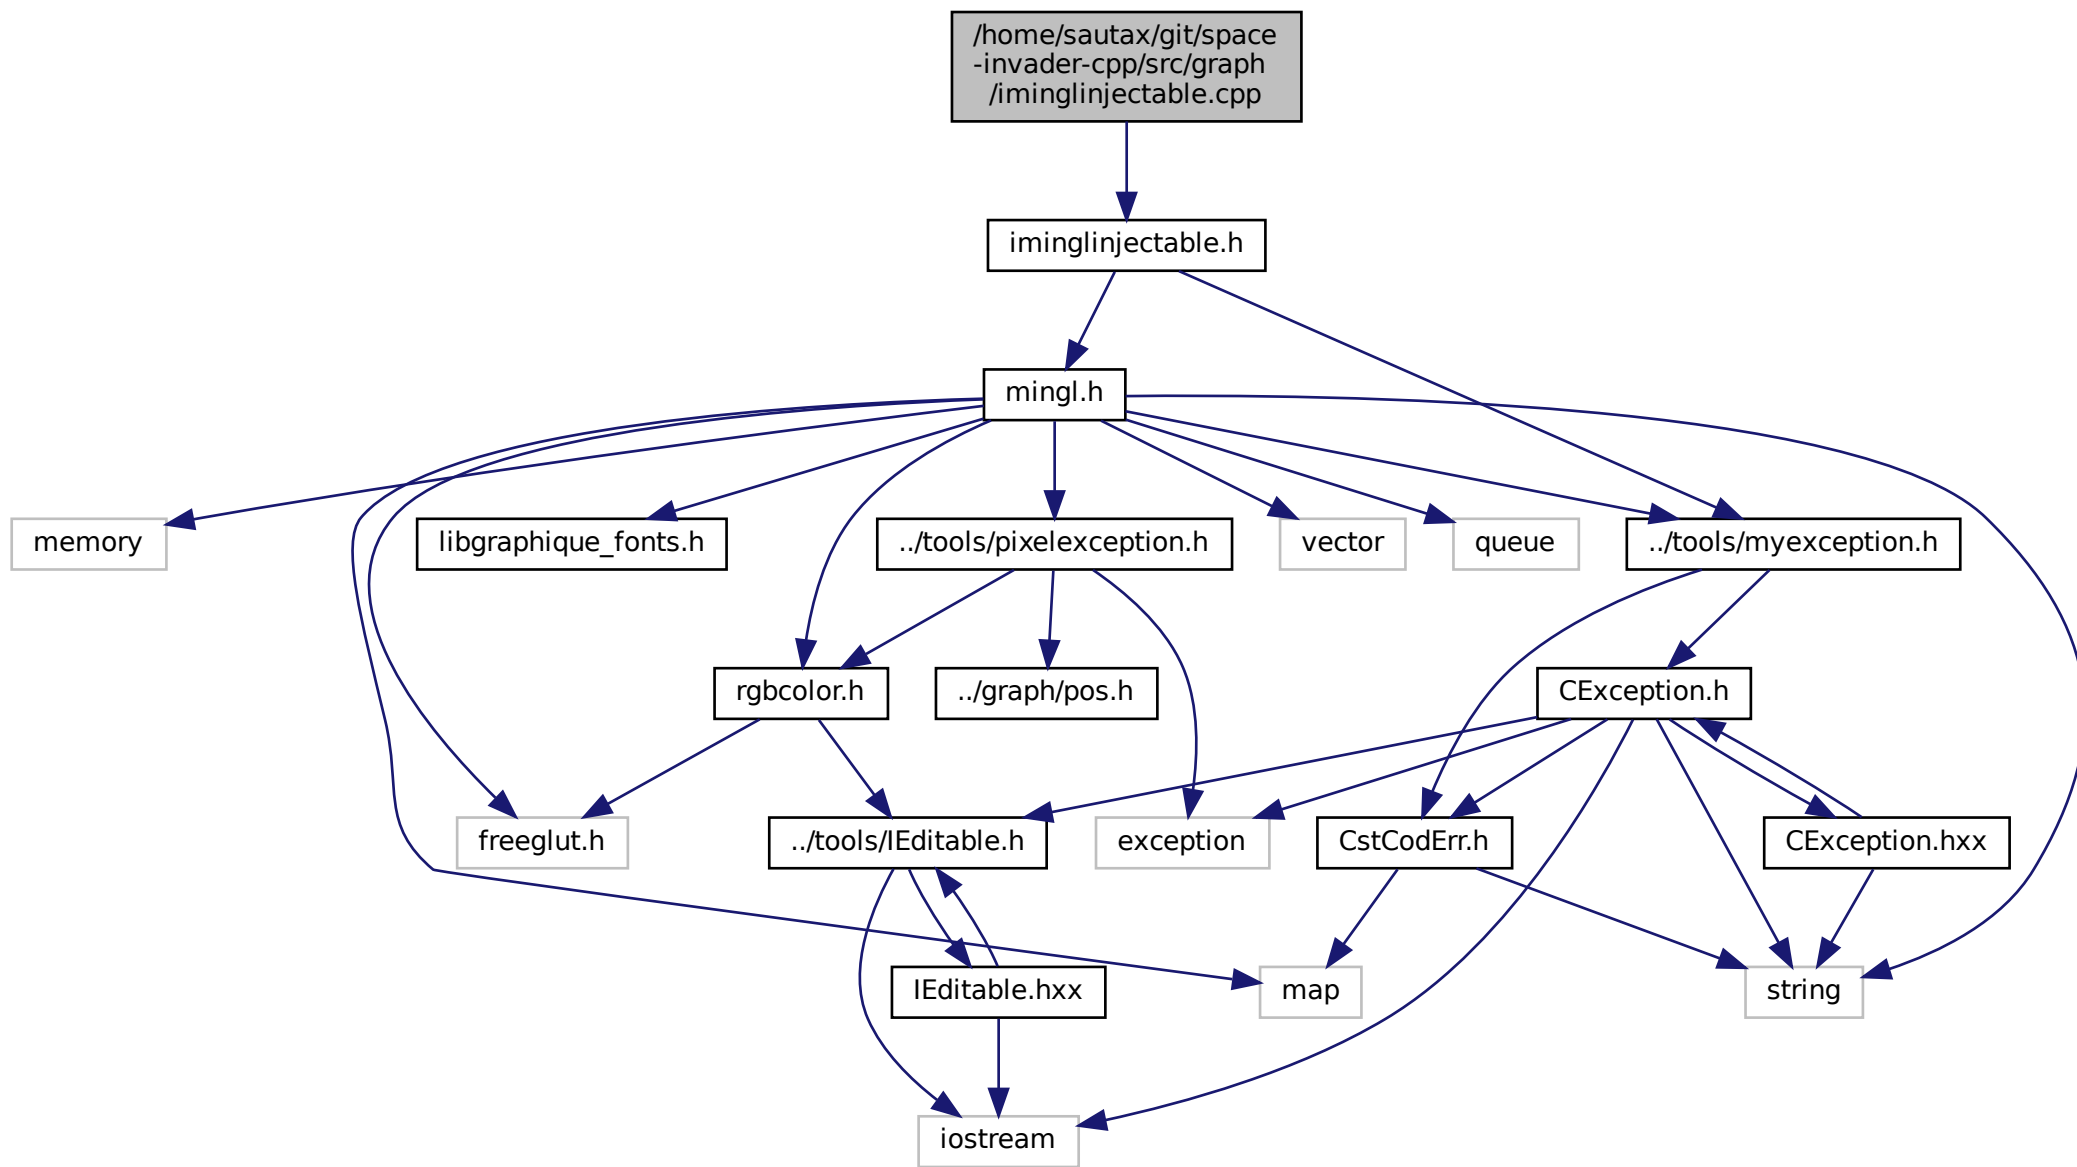 /home/sautax/git/space
-invader-cpp/src/graph
/iminglinjectable.cpp
iminglinjectable.h
mingl.h
memory
libgraphique_fonts.h
../tools/pixelexception.h
vector
queue
../tools/myexception.h
rgbcolor.h
../graph/pos.h
CException.h
freeglut.h
../tools/IEditable.h
exception
CstCodErr.h
CException.hxx
IEditable.hxx
map
string
iostream